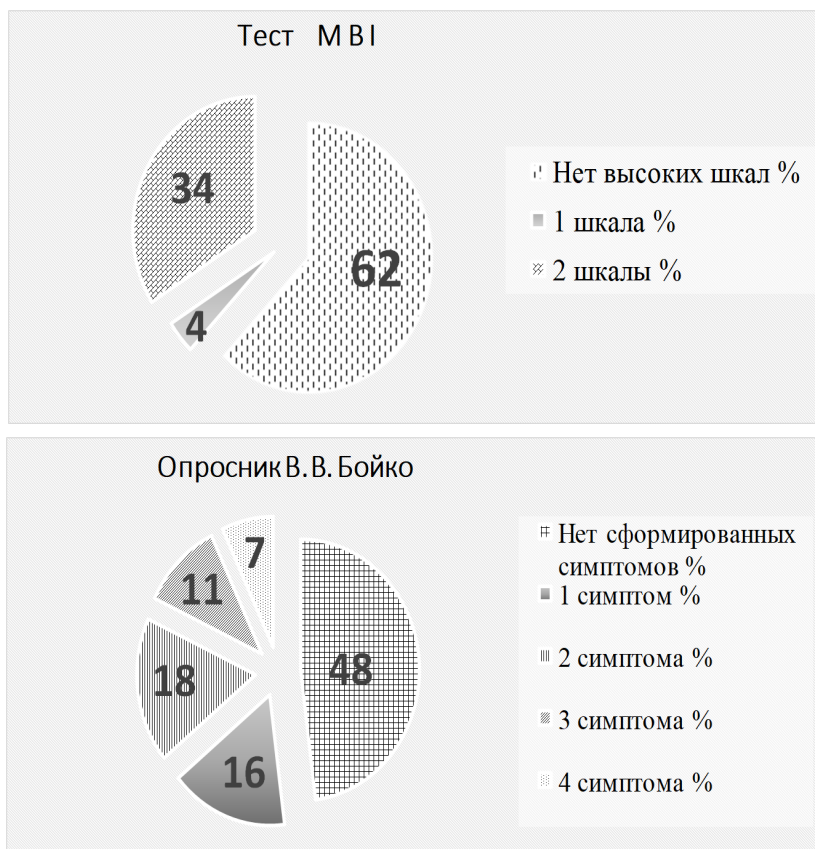 Тест MBI
34
62
4
Нет высоких шкал %
1 шкала %
2 шкалы %
Опросник В.В.Бойко
7
11
18
48
16
Нет сформированных
симптомов %
1 симптом %
2 симптома %
3 симптома %
4 симптома %